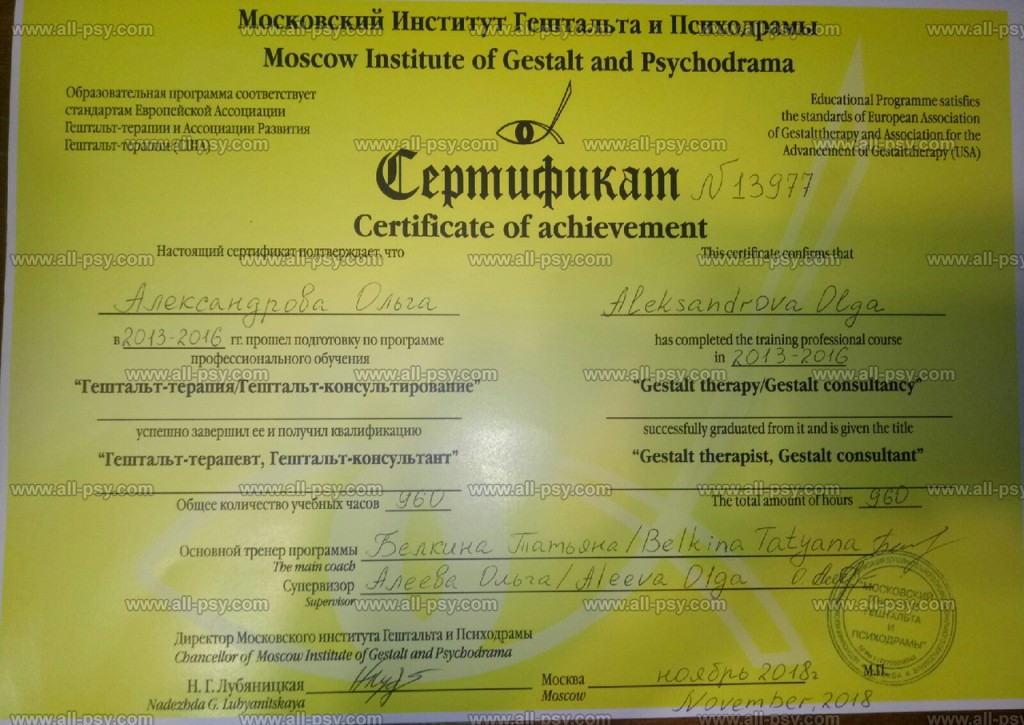 Московский Институт Гештальта и Психодрамы
Moscow Institute of Gestalt and Psychodrama
Образовательная программа соответствует
стандартам Европейской Ассоциации
Гештальт-терапии и Ассоциации Развития
Гештальт-терапии (США)
Educational Programme satisfies
the standards of European Association
of Gestalttherapy and Association for the
Advancement of Gestalttherapy (USA)
Сертификат N 13977
Certificate of achievement
Настоящий сертификат подтверждает, что
Александрова Ольга
в 2013-2016 гг. прошел подготовку по программе
профессионального обучения
"Гештальт-терапия/Гештальт-консультирование"
успешно завершил ее и получил квалификацию
"Гештальт-терапевт, Гештальт-консультант"
Общее количество учебных часов 960
This certificate confirms that
Aleksandrova Olga
has completed the training professional course
in 2013-2016
"Gestalt therapy/Gestalt consultancy"
successfully graduated from it and is given the title
"Gestalt therapist, Gestalt consultant"
The total amount of hours 960
Основной тренер программы Белкина Татьяна/Belkina Tatyana
The main coach
Супервизор Алеева Ольга/Aleeva Olga
Supervisor
Директор Московского института Гештальта и Психодрамы
Chancellor of Moscow Institute of Gestalt and Psychodrama
Н. Г. Лубяницкая
Nadezhda G. Lubyanitskaya
Москва ноябрь 2018г
Moscow November, 2018
М.П.
МОСКОВСКИЙ
ГЕШТАЛЬТА
И
ПСИХОДРАМЫ"
www.all-psy.com